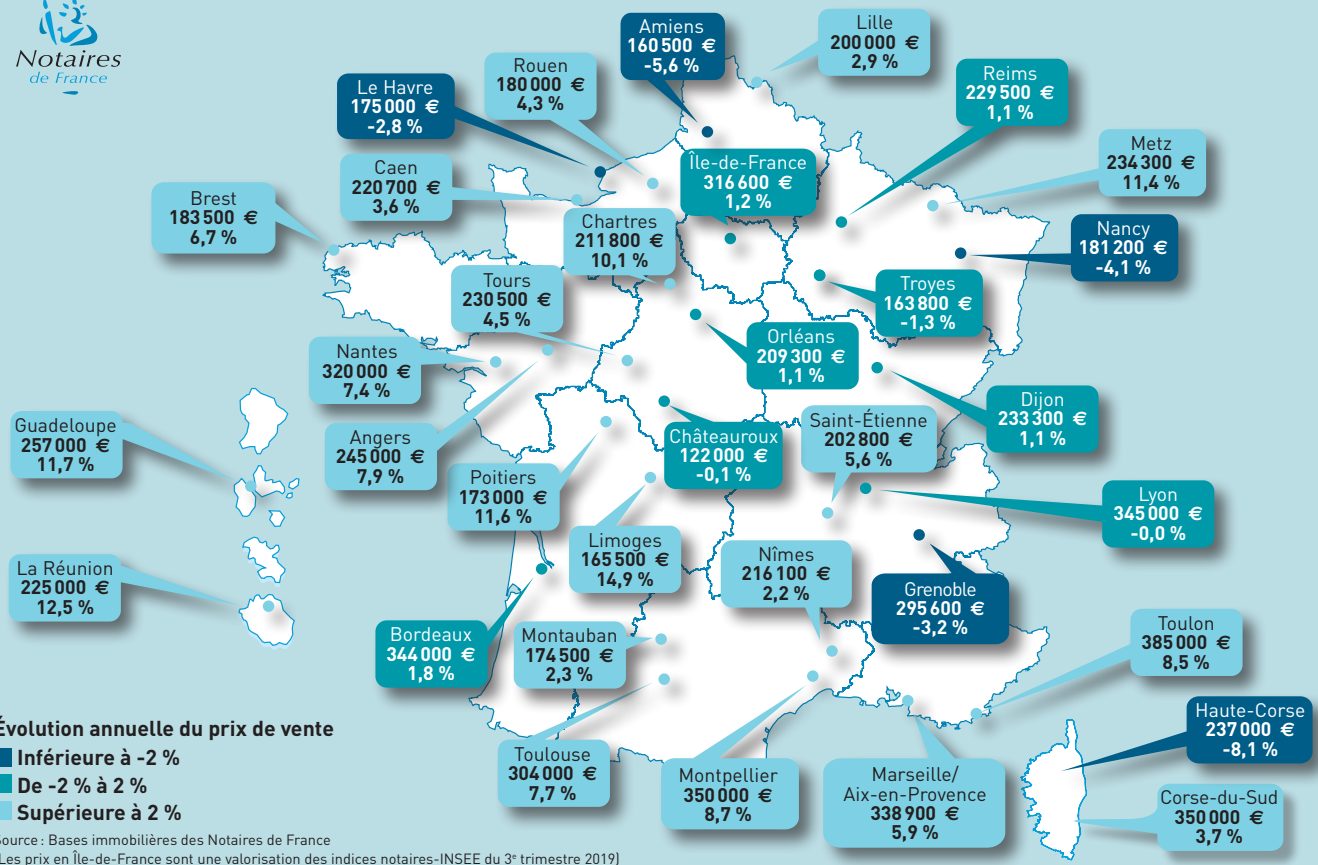 Notaires
de France
Amiens
160 500 €
-5,6 %
Lille
200 000 €
2,9 %
Rouen
180 000 €
4,3 %
Le Havre
175 000 €
-2,8 %
Reims
229 500 €
1,1 %
Metz
234 300 €
11,4 %
Île-de-France
316 600 €
1,2 %
Caen
220 700 €
3,6 %
Brest
183 500 €
6,7 %
Chartres
211 800 €
10,1 %
Nancy
181 200 €
-4,1 %
Tours
230 500 €
4,5 %
Troyes
163 800 €
-1,3 %
Orléans
209 300 €
1,1 %
Nantes
320 000 €
7,4 %
Dijon
233 300 €
1,1 %
Guadeloupe
257 000 €
11,7 %
Angers
245 000 €
7,9 %
Châteauroux
122 000 €
-0,1 %
Saint-Étienne
202 800 €
5,6 %
Poitiers
173 000 €
11,6 %
Lyon
345 000 €
-0,0 %
Limoges
165 500 €
14,9 %
Nîmes
216 100 €
2,2 %
La Réunion
225 000 €
12,5 %
Grenoble
295 600 €
-3,2 %
Bordeaux
344 000 €
1,8 %
Montauban
174 500 €
2,3 %
Toulon
385 000 €
8,5 %
Haute-Corse
237 000 €
-8,1 %
Toulouse
304 000 €
7,7 %
Montpellier
350 000 €
8,7 %
Marseille/
Aix-en-Provence
338 900 €
5,9 %
Corse-du-Sud
350 000 €
3,7 %
Évolution annuelle du prix de vente
Inférieure à -2 %
De -2 % à 2 %
Supérieure à 2 %
Source : Bases immobilières des Notaires de France
(Les prix en Île-de-France sont une valorisation des indices notaires-INSEE du 3e trimestre 2019)